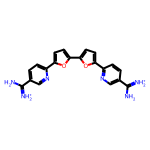 O O
N N
NH₂ NH₂⁺
NH₂⁺ NH₂